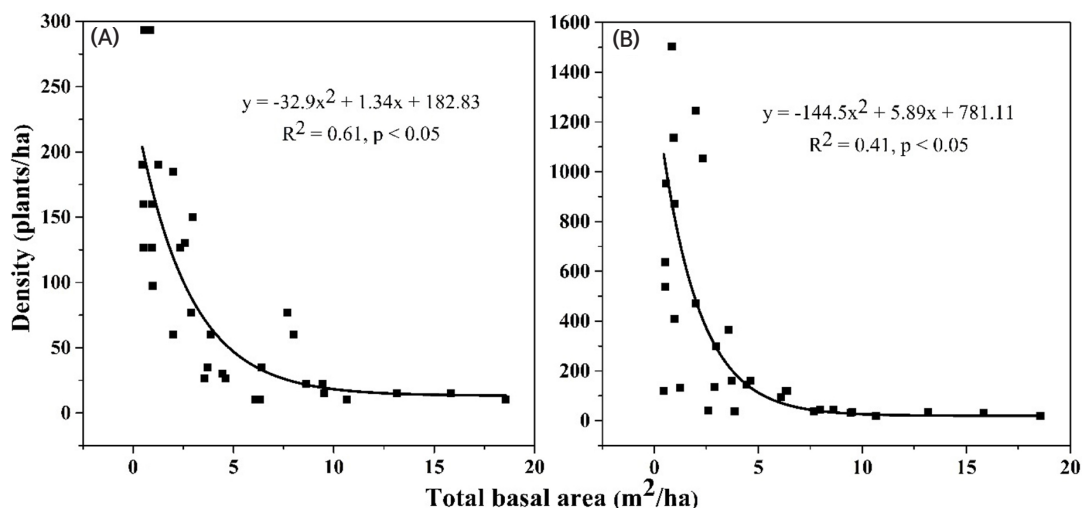 (A)
y = -32.9x² + 1.34x + 182.83
R² = 0.61, p < 0.05
300
250
200
150
100
50
0
0 5 10 15 20
(B)
y = -144.5x² + 5.89x + 781.11
R² = 0.41, p < 0.05
1600
1400
1200
1000
800
600
400
200
0
0 5 10 15 20
Density (plants/ha)
Total basal area (m²/ha)